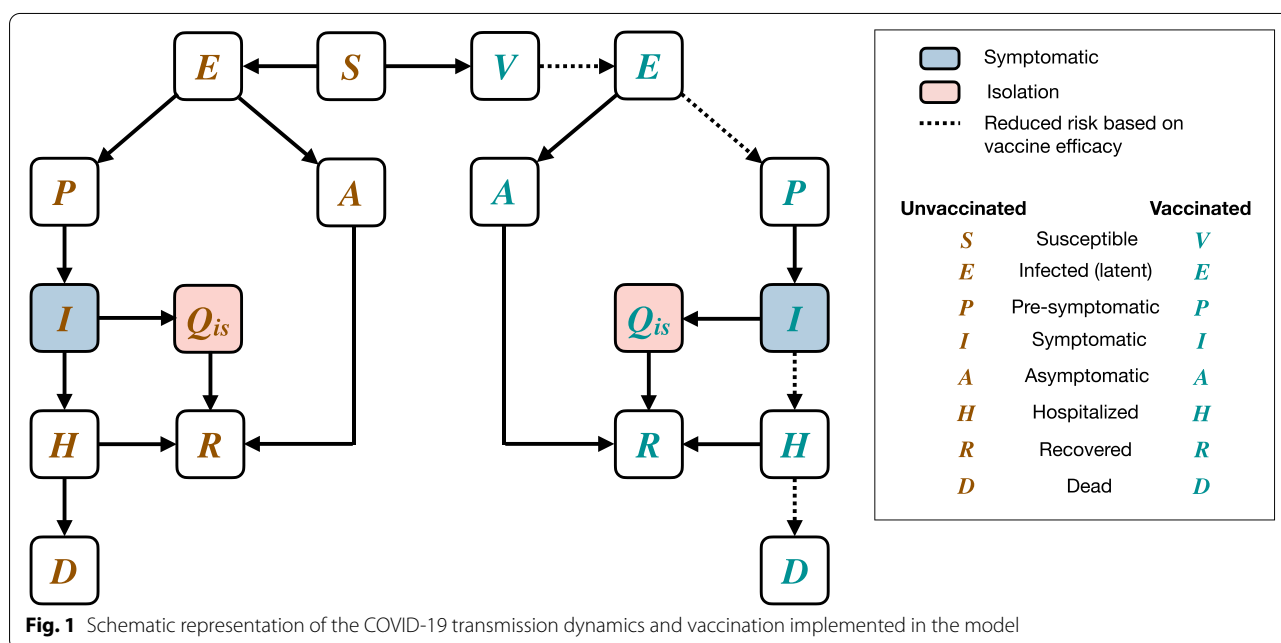 E S V E
Symptomatic
Isolation
Reduced risk based on
vaccine efficacy
P A A P
Unvaccinated Vaccinated
S Susceptible V
E Infected (latent) E
P Pre-symptomatic P
I Symptomatic I
A Asymptomatic A
H Hospitalized H
R Recovered R
D Dead D
I Qis Qis I
H R R H
D D
Fig. 1 Schematic representation of the COVID-19 transmission dynamics and vaccination implemented in the model